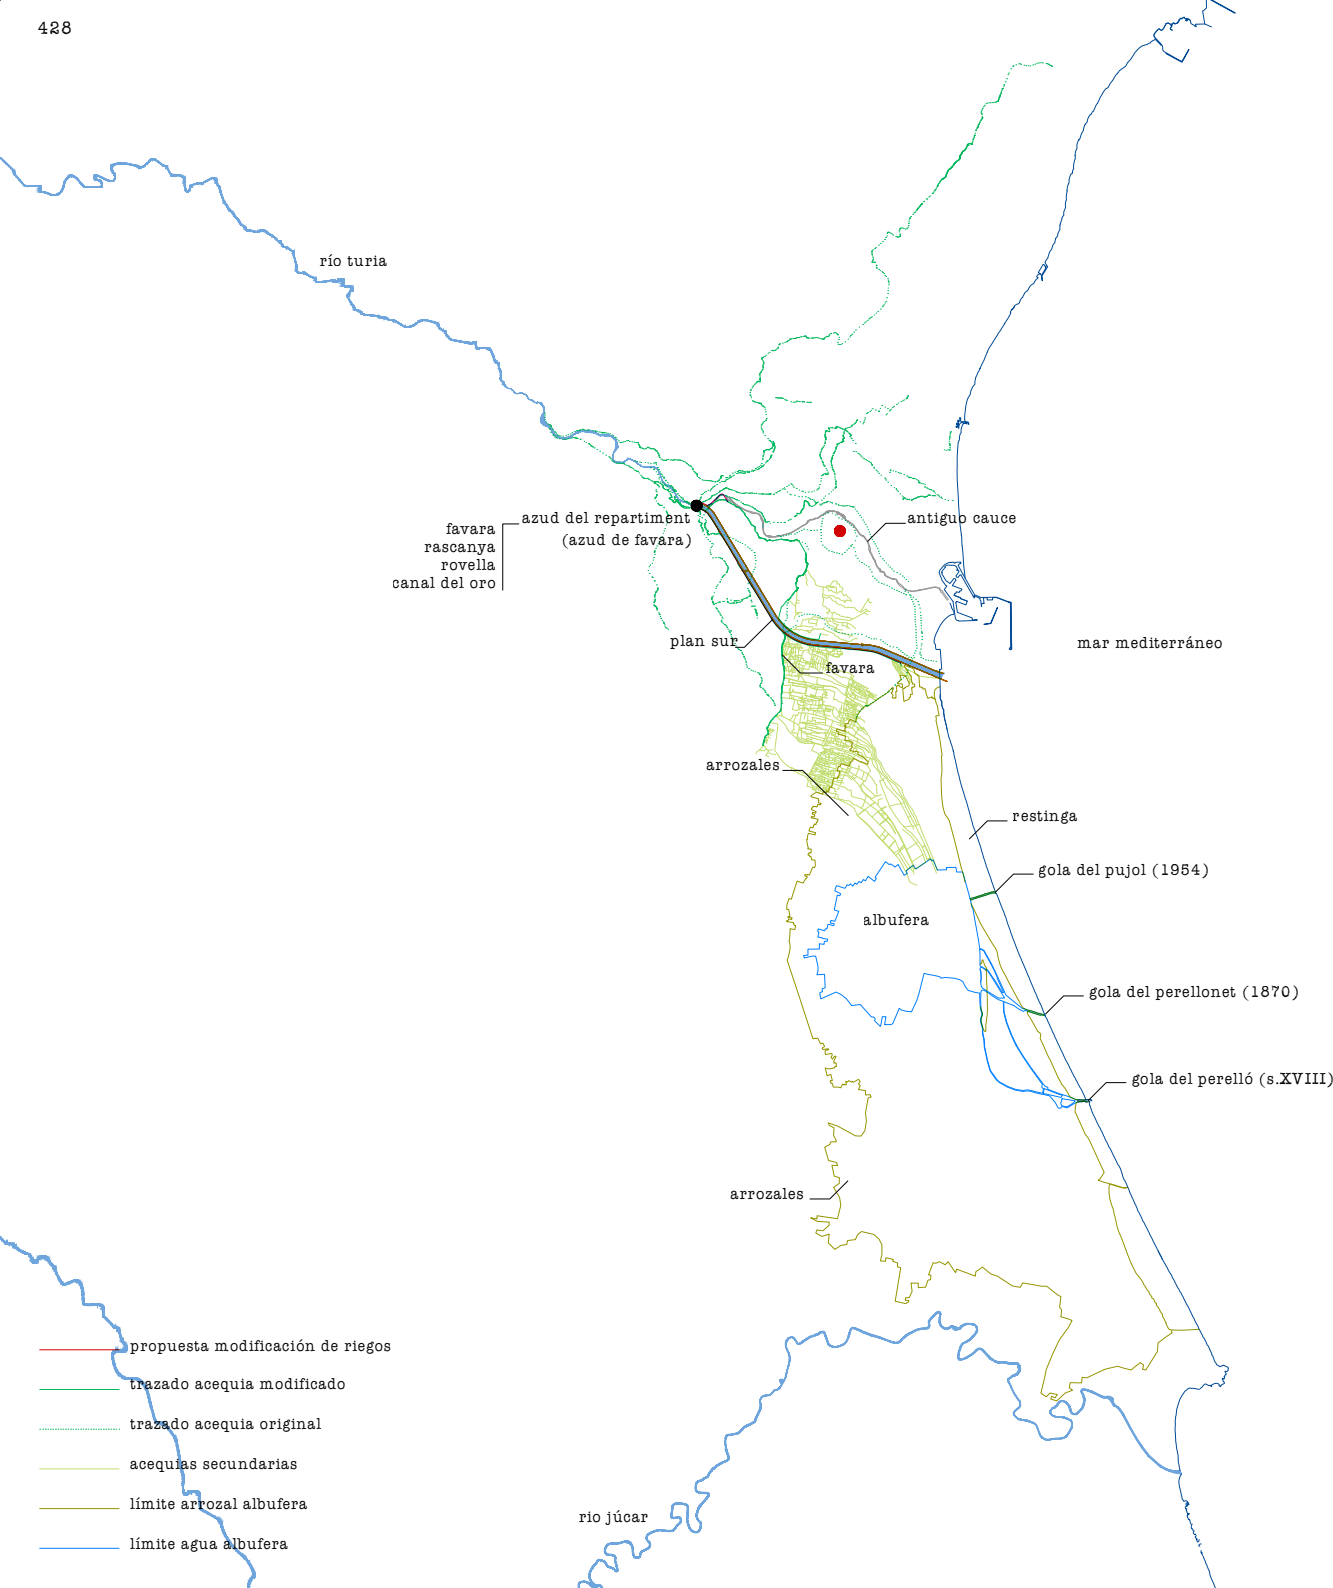 428
río turia
azud del repartiment
(azud de favara)
favara
rascanya
rovella
canal del oro
antiguo cauce
plan sur
favara
mar mediterráneo
arrozales
restinga
gola del pujol (1954)
albufera
gola del perellonet (1870)
gola del perelló (s.XVIII)
arrozales
propuesta modificación de riegos
trazado acequia modificado
trazado acequia original
acequias secundarias
límite arrozal albufera
límite agua albufera
rio júcar